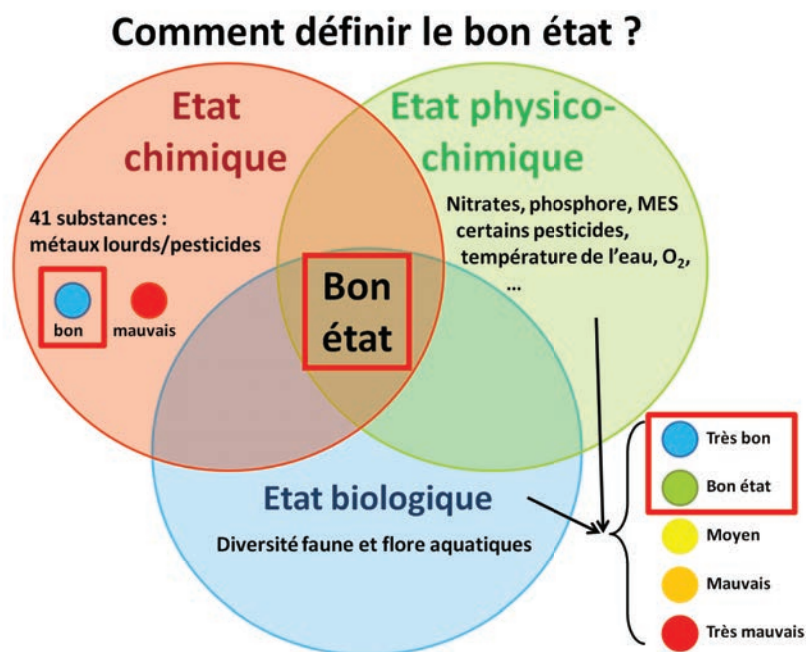 Comment définir le bon état ?
Etat
chimique
Etat physico-
chimique
41 substances :
métaux lourds/pesticides
bon
mauvais
Nitrates, phosphore, MES
certains pesticides,
température de l'eau, O₂,
...
Bon
état
Etat biologique
Diversité faune et flore aquatiques
Très bon
Bon état
Moyen
Mauvais
Très mauvais